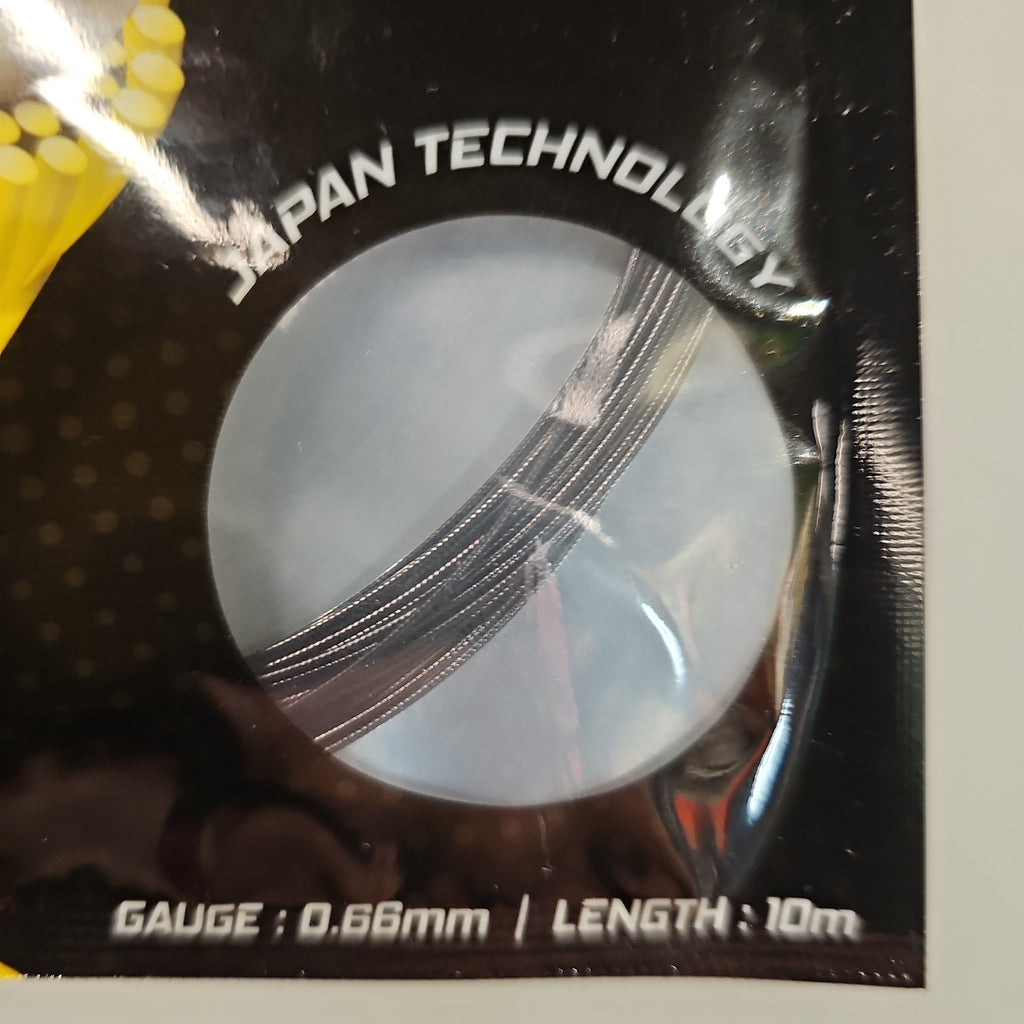 JAPAN TECHNOLOGY
GAUGE : 0.66mm / LENGTH : 10m